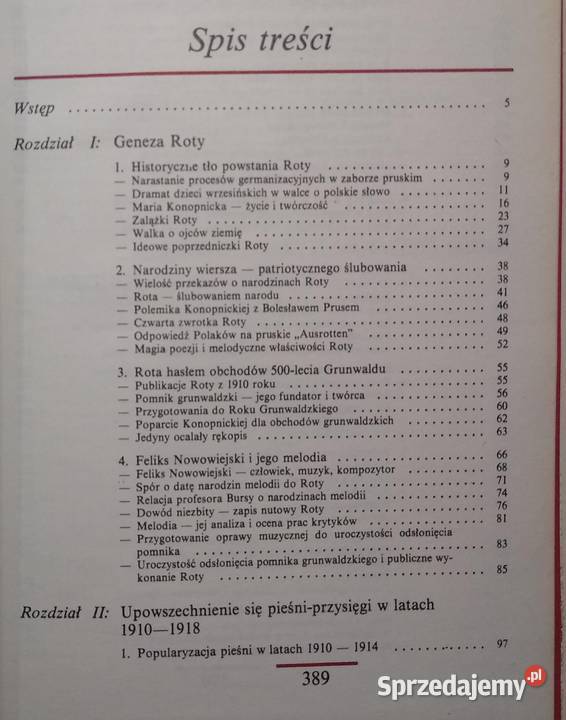 Spis treści
Wstęp . . . . . . . . . . . . . . . . . . . . 5
Rozdział I: Geneza Roty
1. Historyczne tło powstania Roty . . . . . . . . . . 9
— Narastanie procesów germanizacyjnych w zaborze pruskim . . . . 9
— Dramat dzieci wrzesińskich w walce o polskie słowo . . . . . . 11
— Maria Konopnicka — życie i twórczość . . . . . . . . . . 16
— Zalążki Roty . . . . . . . . . . . . . . . . 23
— Walka o ojców ziemię . . . . . . . . . . . . . . 27
— Ideowe poprzedniczki Roty . . . . . . . . . . . . 34
2. Narodziny wiersza — patriotycznego ślubowania . . . . . . 38
— Wielość przekazów o narodzinach Roty . . . . . . . . . . 38
— Rota — ślubowaniem narodu . . . . . . . . . . . . 41
— Polemika Konopnickiej z Bolesławem Prusem . . . . . . . . 46
— Czwarta zwrotka Roty . . . . . . . . . . . . . . 48
— Odpowiedź Polaków na pruskie „Ausrotten” . . . . . . . . 49
— Magia poezji i melodyczne właściwości Roty . . . . . . . . 52
3. Rota hasłem obchodów 500-lecia Grunwaldu . . . . . . . . 55
— Publikacje Roty z 1910 roku . . . . . . . . . . . . 55
— Pomnik grunwaldzki — jego fundator i twórca . . . . . . . . 56
— Przygotowania do Roku Grunwaldzkiego . . . . . . . . . . 60
— Poparcie Konopnickiej dla obchodów grunwaldzkich . . . . . . 62
— Jedyny ocalały rękopis . . . . . . . . . . . . . . 63
4. Feliks Nowowiejski i jego melodia . . . . . . . . . . 66
— Feliks Nowowiejski — człowiek, muzyk, kompozytor . . . . . . 68
— Spór o datę narodzin melodii do Roty . . . . . . . . . . 71
— Relacja profesora Bursy o narodzinach melodii . . . . . . . . 74
— Dowód niezbity — zapis nutowy Roty . . . . . . . . . . 76
— Melodia — jej analiza i ocena prac krytyków . . . . . . . . 81
— Przygotowanie oprawy muzycznej do uroczystości odsłonięcia
pomnika . . . . . . . . . . . . . . . . . . 83
— Uroczystość odsłonięcia pomnika grunwaldzkiego i publiczne wy-
konanie Roty . . . . . . . . . . . . . . . . 85
Rozdział II: Upowszechnienie się pieśni-przysięgi w latach
1910—1918
1. Popularyzacja pieśni w latach 1910 — 1914 . . . . . . . . 97
389
Sprzedajemy.pl